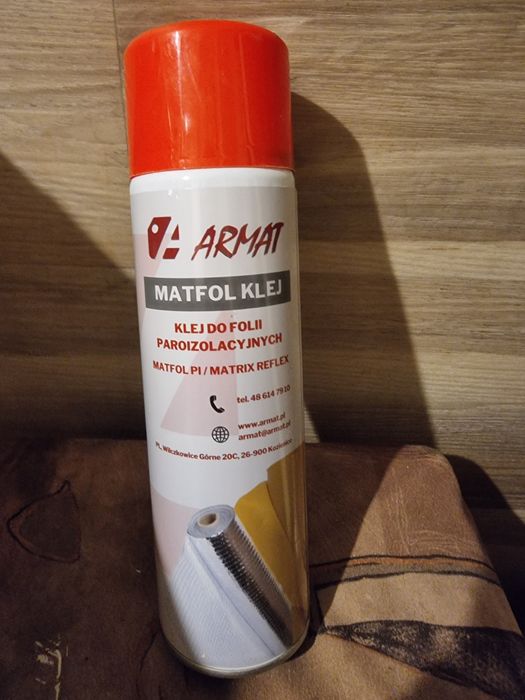 ARMAT
MATFOL KLEJ
KLEJ DO FOLII
PAROIZOLACYJNYCH
MATFOL PI / MATRIX REFLEX
tel. 48 614 79 10
www.armat.pl
armat@armat.pl
PL, Wilczkowice Górne 20C, 26-900 Kozienice